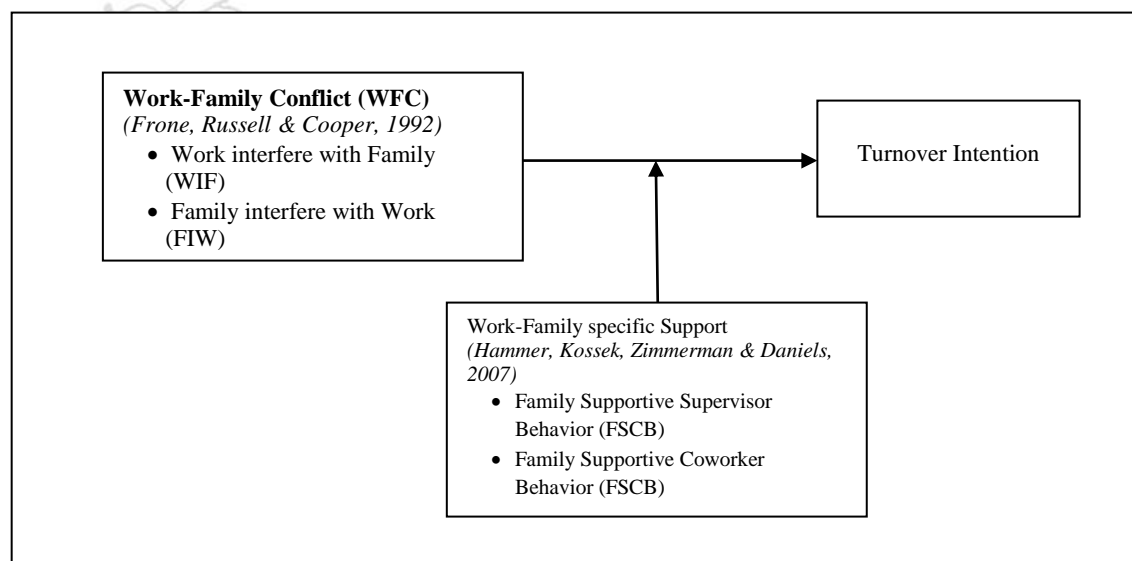 Work-Family Conflict (WFC)
(Frone, Russell & Cooper, 1992)
• Work interfere with Family
(WIF)
• Family interfere with Work
(FIW)
Turnover Intention
Work-Family specific Support
(Hammer, Kossek, Zimmerman & Daniels,
2007)
• Family Supportive Supervisor
Behavior (FSCB)
• Family Supportive Coworker
Behavior (FSCB)